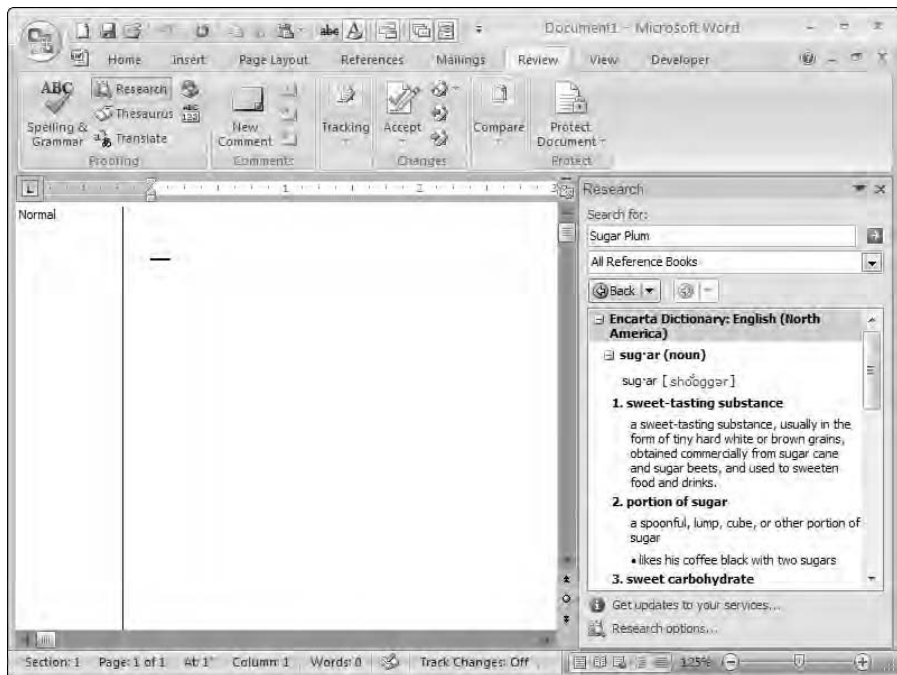 Document1 - Microsoft Word
Home Insert Page Layout References Mailings Review View Developer
ABC
Spelling & Grammar
Research
Thesaurus
Translate
ABC
123
Proofing
New Comment
Comments
Tracking
Accept
Changes
Compare
Protect Document
Protect
L
1 2 3
Normal
Research
Search for:
Sugar Plum
All Reference Books
Back
Encarta Dictionary: English (North
America)
sug·ar (noun)
sug·ar [shŏŏggər]
1. sweet-tasting substance
a sweet-tasting substance, usually in the
form of tiny hard white or brown grains,
obtained commercially from sugar cane
and sugar beets, and used to sweeten
food and drinks.
2. portion of sugar
a spoonful, lump, cube, or other portion of
sugar
• likes his coffee black with two sugars
3. sweet carbohydrate
Get updates to your services...
Research options...
Section: 1 Page: 1 of 1 At: 1" Column: 1 Words: 0 Track Changes: Off 125%